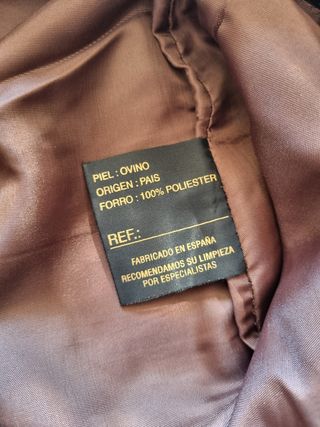 PIEL : OVINO
ORIGEN : PAIS
FORRO : 100% POLIESTER
REF.:
FABRICADO EN ESPAÑA
RECOMENDAMOS SU LIMPIEZA
POR ESPECIALISTAS